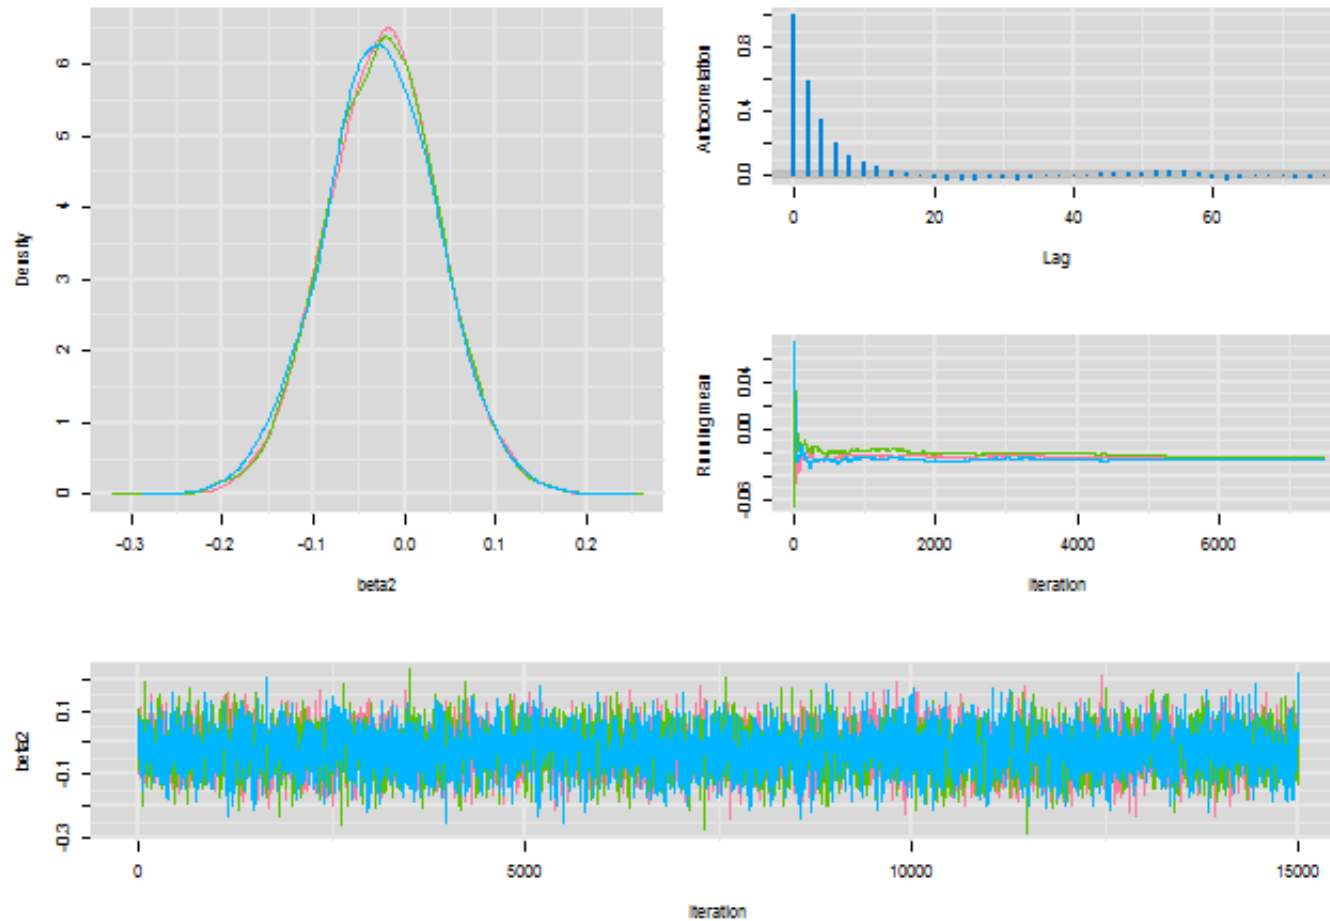 Density
0 1 2 3 4 5 6
-0.3 -0.2 -0.1 0.0 0.1 0.2
beta2
Autocorrelation
0.0 0.4 0.8
0 20 40 60
Lag
Running mean
-0.06 0.00 0.04
0 2000 4000 6000
Iteration
beta2
-0.3 -0.1 0.1
0 5000 10000 15000
Iteration